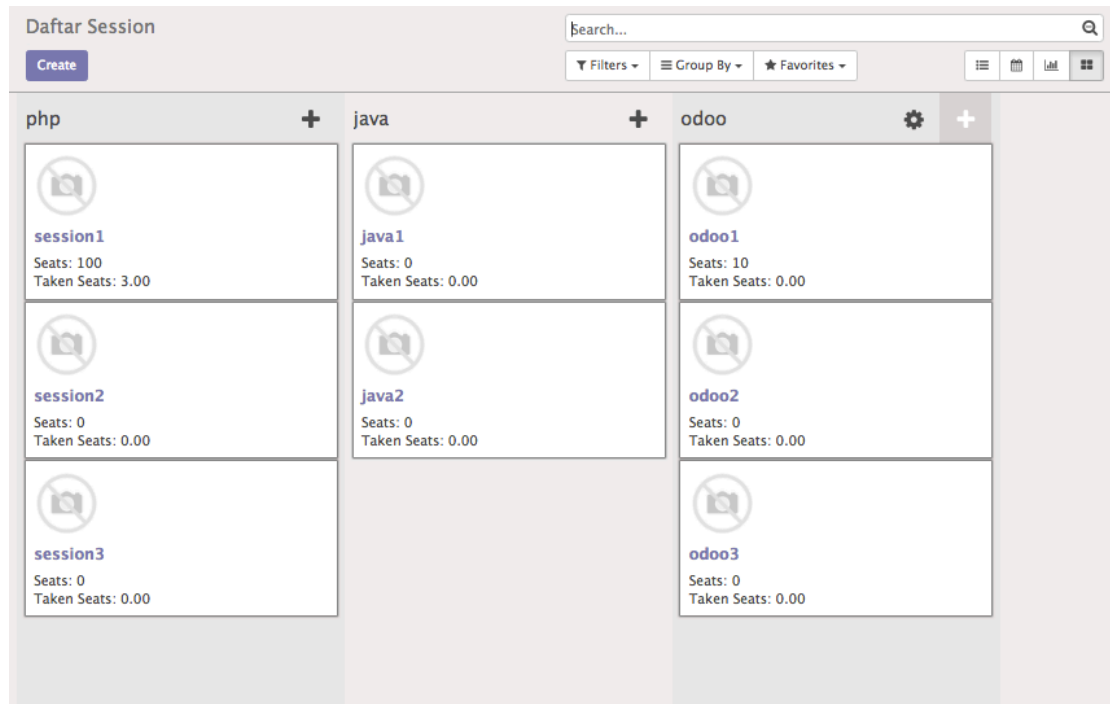 Daftar Session
Search...
Create
Filters
Group By
Favorites
php
java
odoo
session1
Seats: 100
Taken Seats: 3.00
session2
Seats: 0
Taken Seats: 0.00
session3
Seats: 0
Taken Seats: 0.00
java1
Seats: 0
Taken Seats: 0.00
java2
Seats: 0
Taken Seats: 0.00
odoo1
Seats: 10
Taken Seats: 0.00
odoo2
Seats: 0
Taken Seats: 0.00
odoo3
Seats: 0
Taken Seats: 0.00